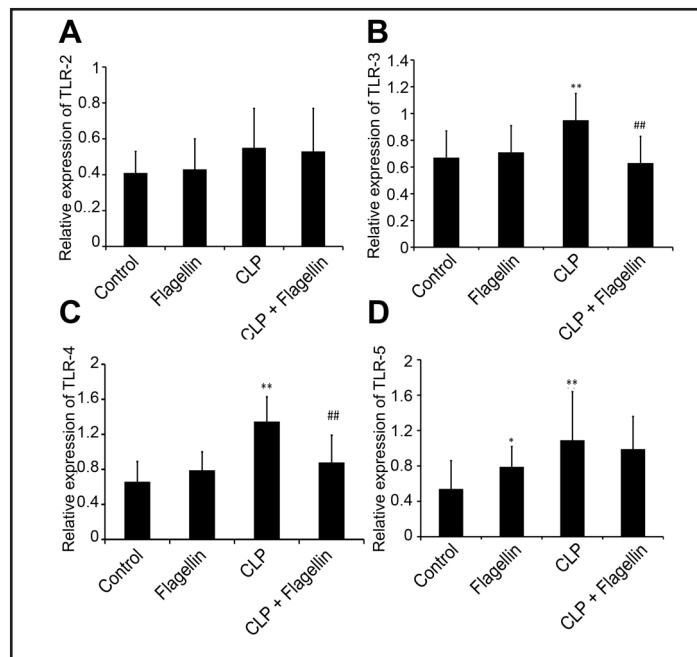 A
Relative expression of TLR-2
1
0.8
0.6
0.4
0.2
0
Control
Flagellin
CLP
CLP + Flagellin
B
Relative expression of TLR-3
1.4
1.2
1
0.8
0.6
0.4
0.2
0
**
##
Control
Flagellin
CLP
CLP + Flagellin
C
Relative expression of TLR-4
2
1.6
1.2
0.8
0.4
0
**
##
Control
Flagellin
CLP
CLP + Flagellin
D
Relative expression of TLR-5
2
1.6
1.2
0.8
0.4
0
*
**
Control
Flagellin
CLP
CLP + Flagellin